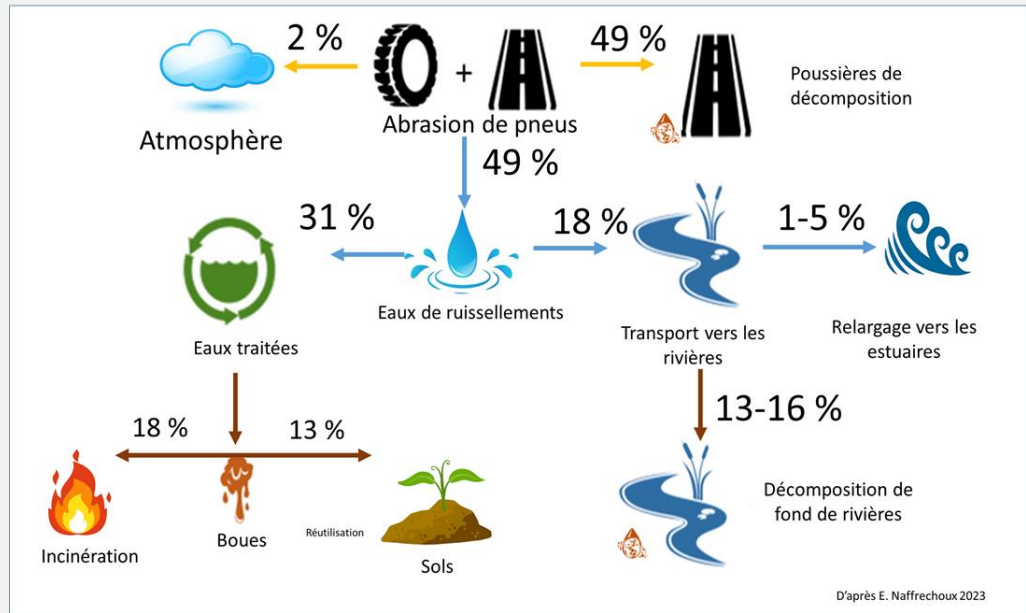 2 %
49 %
+
Poussières de
décomposition
Atmosphère
Abrasion de pneus
49 %
31 %
18 %
1-5 %
Eaux de ruissellements
Eaux traitées
Transport vers les
rivières
Relargage vers les
estuaires
13-16 %
18 %
13 %
Décomposition de
fond de rivières
Incinération
Boues
Réutilisation
Sols
D'après E. Naffrechoux 2023